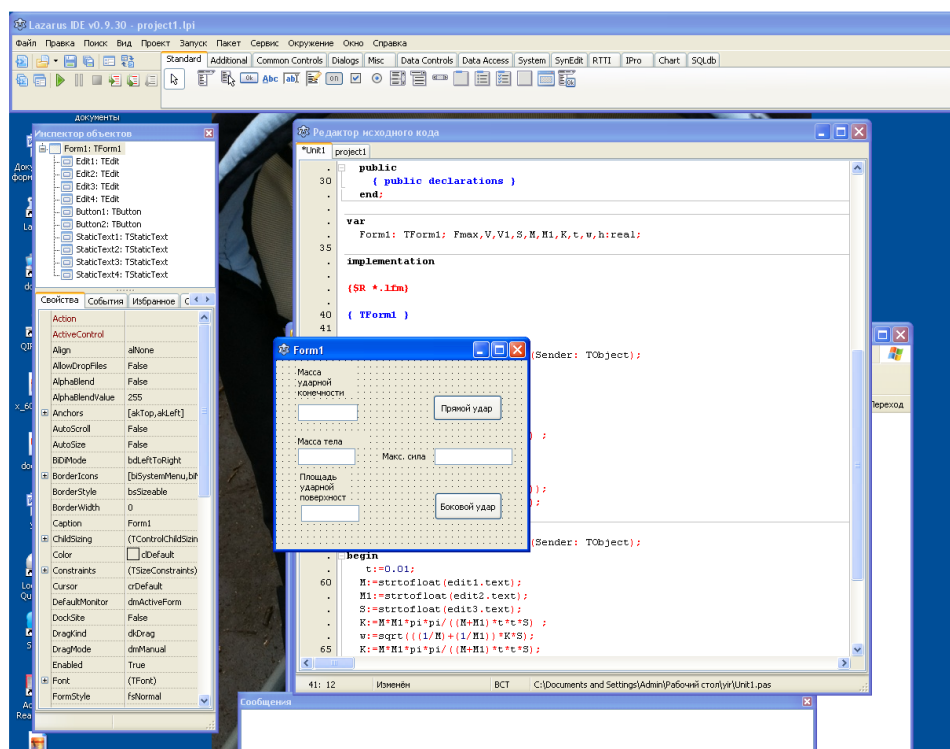 Lazarus IDE v0.9.30 - project1.lpi
Файл Правка Поиск Вид Проект Запуск Пакет Сервис Окружение Окно Справка
Standard Additional Common Controls Dialogs Misc Data Controls Data Access System SynEdit RTTI IPro Chart SQLdb
Ok Abc abI on
документы
Инспектор объектов
Form1: TForm1
Edit1: TEdit
Edit2: TEdit
Edit3: TEdit
Edit4: TEdit
Button1: TButton
Button2: TButton
StaticText1: TStaticText
StaticText2: TStaticText
StaticText3: TStaticText
StaticText4: TStaticText
Свойства События Избранное
Action
ActiveControl
Align alNone
AllowDropFiles False
AlphaBlend False
AlphaBlendValue 255
Anchors [akTop,akLeft]
AutoScroll False
AutoSize False
BiDiMode bdLeftToRight
BorderIcons [biSystemMenu,biM
BorderStyle bsSizeable
BorderWidth 0
Caption Form1
ChildSizing (TControlChildSizin
Color clDefault
Constraints (TSizeConstraints)
Cursor crDefault
DefaultMonitor dmActiveForm
DockSite False
DragKind dkDrag
DragMode dmManual
Enabled True
Font (TFont)
FormStyle fsNormal
Редактор исходного кода
*Unit1 project1
. public
30 { public declarations }
. end;
.
. var
. Form1: TForm1; Fmax,V,V1,S,M,M1,K,t,w,h:real;
35
. implementation
.
. {$R *.lfm}
.
40 { TForm1 }
41
(Sender: TObject);
) ;
));
);
(Sender: TObject);
. begin
. t:=0.01;
60 M:=strtofloat(edit1.text);
. M1:=strtofloat(edit2.text);
. S:=strtofloat(edit3.text);
. K:=M*M1*pi*pi/((M+M1)*t*t*S) ;
. w:=sqrt(((1/M)+(1/M1))*K*S);
65 K:=M*M1*pi*pi/((M+M1)*t*t*S);
41: 12 Изменён ВСТ C:\Documents and Settings\Admin\Рабочий стол\yir\Unit1.pas
Form1
Масса
ударной
конечности
Прямой удар
Масса тела
Макс. сила
Площадь
ударной
поверхност
Боковой удар
Переход
Сообщения